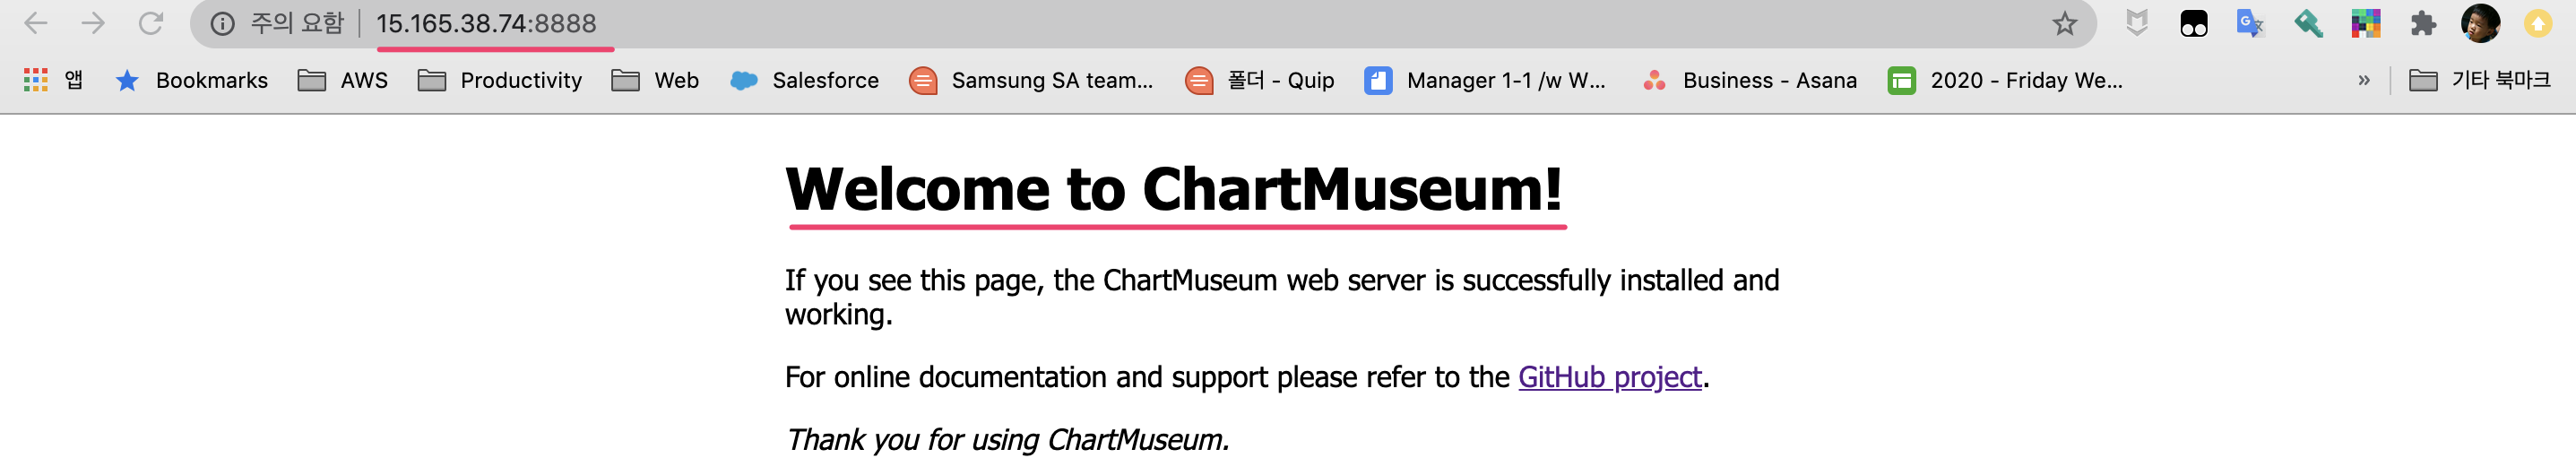 주의 요함 15.165.38.74:8888
앱 Bookmarks AWS Productivity Web Salesforce Samsung SA team... 폴더 - Quip Manager 1-1 /w W... Business - Asana 2020 - Friday We... » 기타 북마크
Welcome to ChartMuseum!
If you see this page, the ChartMuseum web server is successfully installed and
working.
For online documentation and support please refer to the GitHub project.
Thank you for using ChartMuseum.